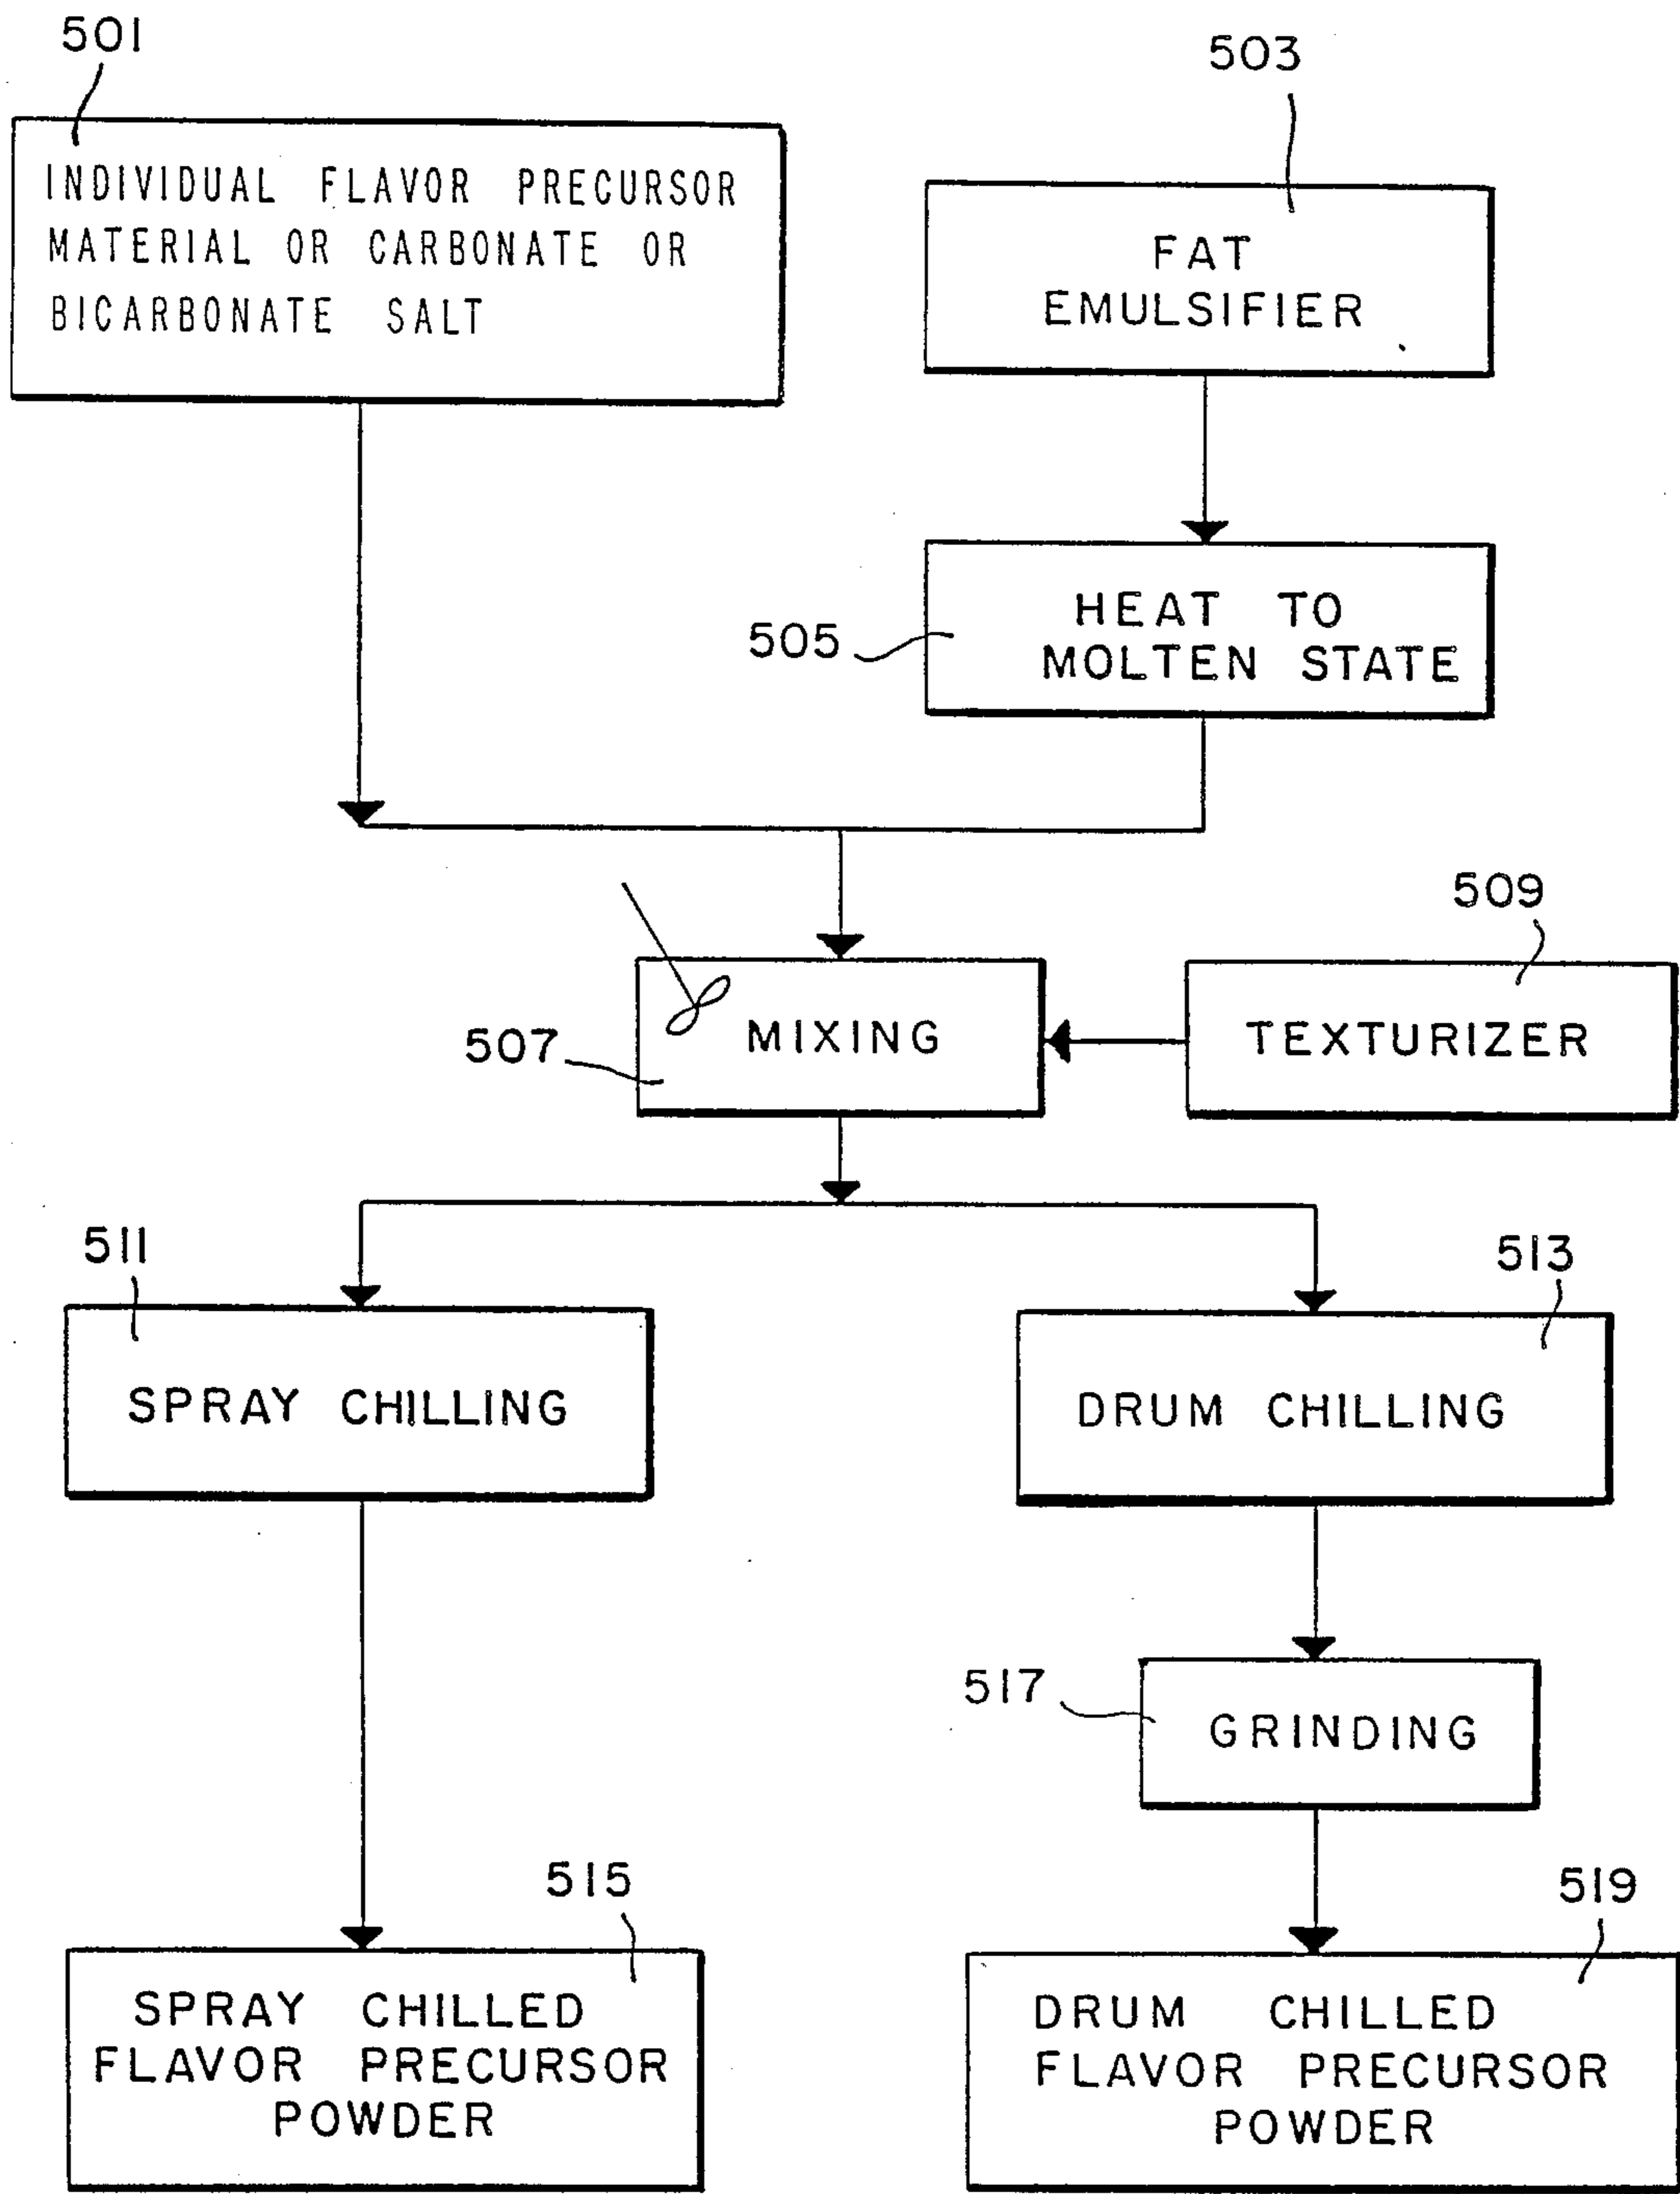 501
INDIVIDUAL FLAVOR PRECURSOR
MATERIAL OR CARBONATE OR
BICARBONATE SALT
503
FAT
EMULSIFIER
505
HEAT TO
MOLTEN STATE
507
MIXING
509
TEXTURIZER
511
SPRAY CHILLING
513
DRUM CHILLING
517
GRINDING
515
SPRAY CHILLED
FLAVOR PRECURSOR
POWDER
519
DRUM CHILLED
FLAVOR PRECURSOR
POWDER